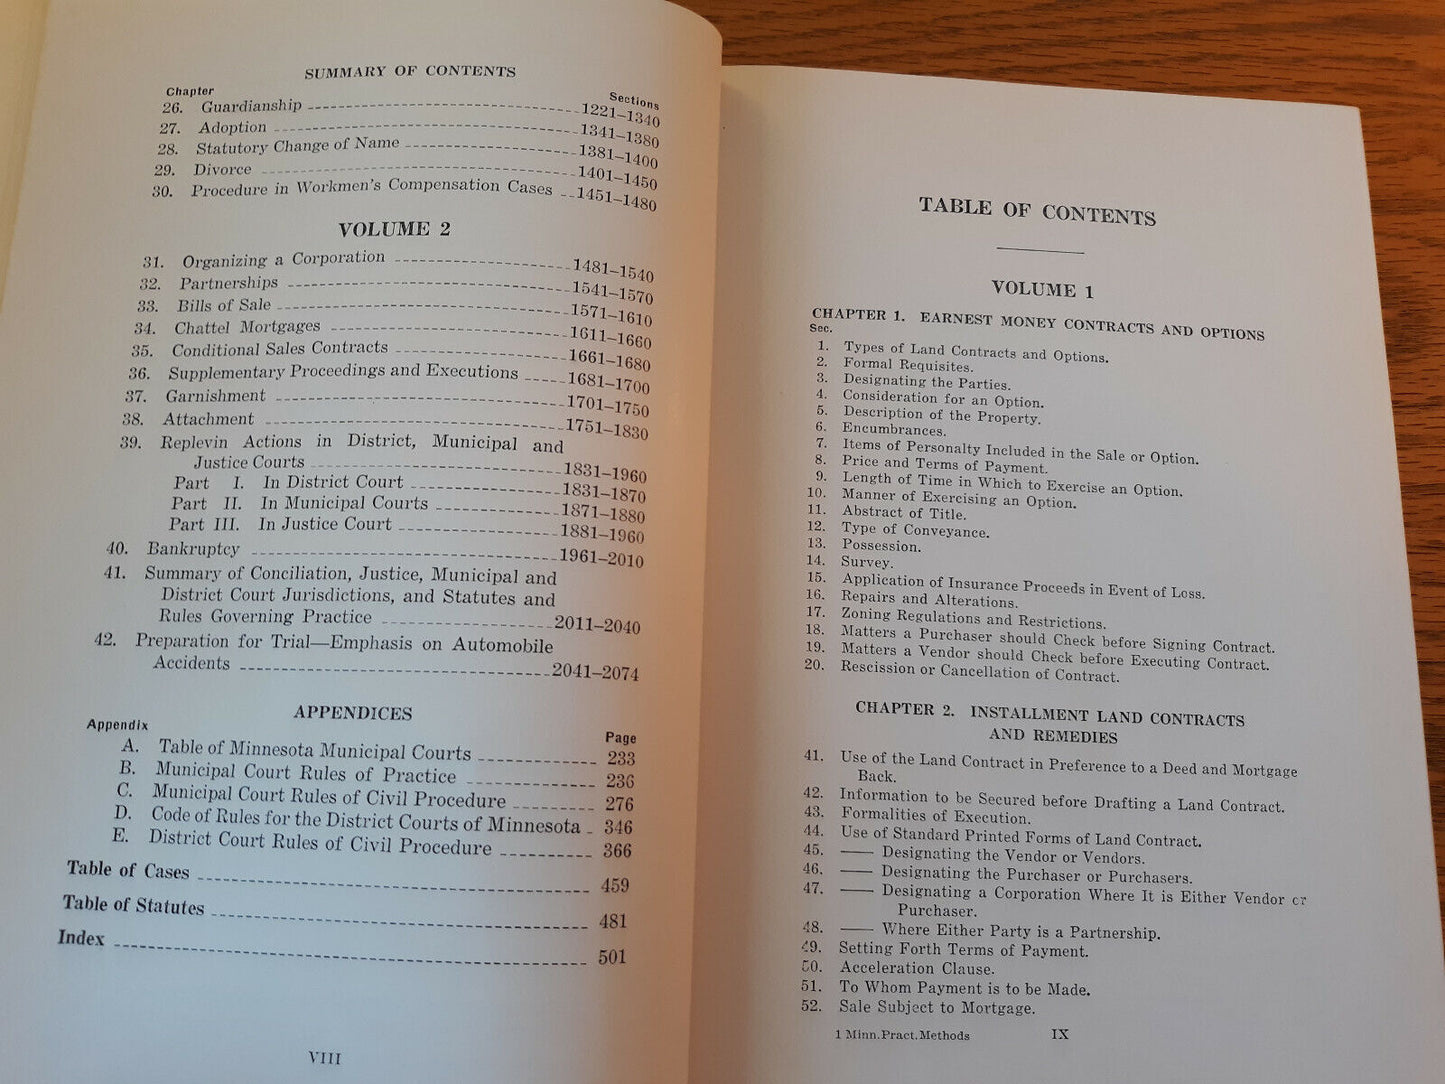 SUMMARY OF CONTENTS
Chapter Sections
26. Guardianship 1221–1340
27. Adoption 1341–1380
28. Statutory Change of Name 1381–1400
29. Divorce 1401–1450
30. Procedure in Workmen's Compensation Cases 1451–1480
VOLUME 2
31. Organizing a Corporation 1481–1540
32. Partnerships 1541–1570
33. Bills of Sale 1571–1610
34. Chattel Mortgages 1611–1660
35. Conditional Sales Contracts 1661–1680
36. Supplementary Proceedings and Executions 1681–1700
37. Garnishment 1701–1750
38. Attachment 1751–1830
39. Replevin Actions in District, Municipal and
Justice Courts 1831–1960
Part I. In District Court 1831–1870
Part II. In Municipal Courts 1871–1880
Part III. In Justice Court 1881–1960
40. Bankruptcy 1961–2010
41. Summary of Conciliation, Justice, Municipal and
District Court Jurisdictions, and Statutes and
Rules Governing Practice 2011–2040
42. Preparation for Trial—Emphasis on Automobile
Accidents 2041–2074
APPENDICES
Appendix Page
A. Table of Minnesota Municipal Courts 233
B. Municipal Court Rules of Practice 236
C. Municipal Court Rules of Civil Procedure 276
D. Code of Rules for the District Courts of Minnesota 346
E. District Court Rules of Civil Procedure 366
Table of Cases 459
Table of Statutes 481
Index 501
VIII
TABLE OF CONTENTS
VOLUME 1
CHAPTER 1. EARNEST MONEY CONTRACTS AND OPTIONS
Sec.
1. Types of Land Contracts and Options.
2. Formal Requisites.
3. Designating the Parties.
4. Consideration for an Option.
5. Description of the Property.
6. Encumbrances.
7. Items of Personalty Included in the Sale or Option.
8. Price and Terms of Payment.
9. Length of Time in Which to Exercise an Option.
10. Manner of Exercising an Option.
11. Abstract of Title.
12. Type of Conveyance.
13. Possession.
14. Survey.
15. Application of Insurance Proceeds in Event of Loss.
16. Repairs and Alterations.
17. Zoning Regulations and Restrictions.
18. Matters a Purchaser should Check before Signing Contract.
19. Matters a Vendor should Check before Executing Contract.
20. Rescission or Cancellation of Contract.
CHAPTER 2. INSTALLMENT LAND CONTRACTS
AND REMEDIES
41. Use of the Land Contract in Preference to a Deed and Mortgage
Back.
42. Information to be Secured before Drafting a Land Contract.
43. Formalities of Execution.
44. Use of Standard Printed Forms of Land Contract.
45. —— Designating the Vendor or Vendors.
46. —— Designating the Purchaser or Purchasers.
47. —— Designating a Corporation Where It is Either Vendor or
Purchaser.
48. —— Where Either Party is a Partnership.
49. Setting Forth Terms of Payment.
50. Acceleration Clause.
51. To Whom Payment is to be Made.
52. Sale Subject to Mortgage.
1 Minn.Pract.Methods IX